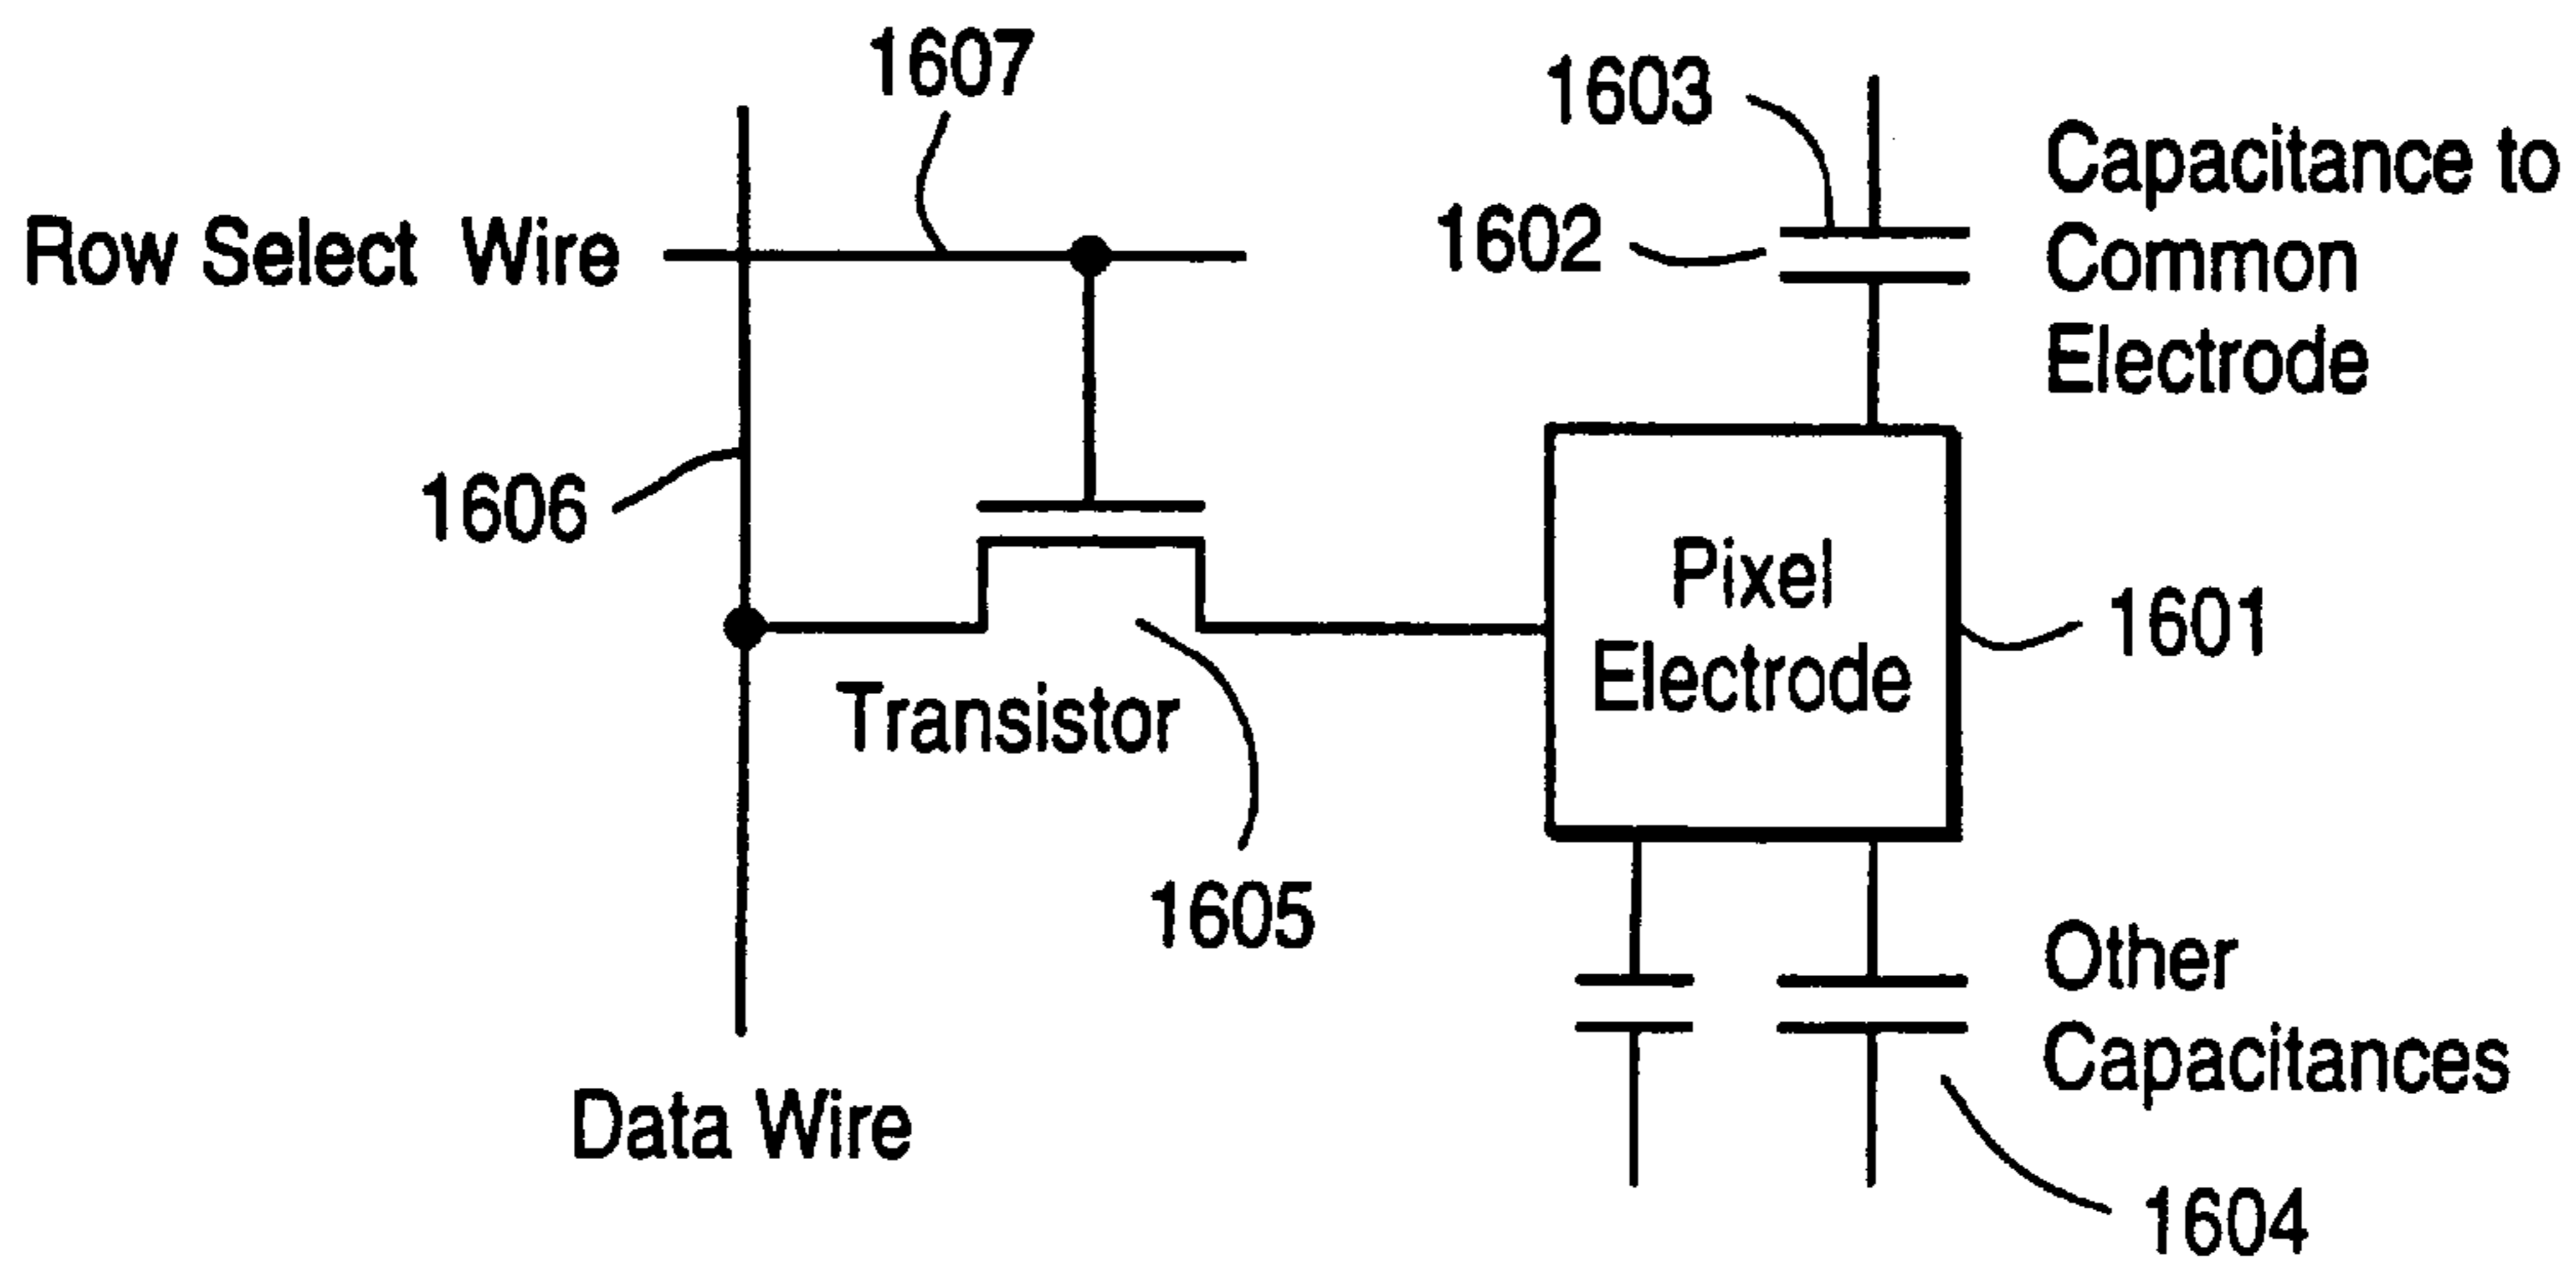 1607
1603
Capacitance to
Common
Electrode
1602
Row Select Wire
1606
Pixel
Electrode
1601
Transistor
1605
Other
Capacitances
Data Wire
1604